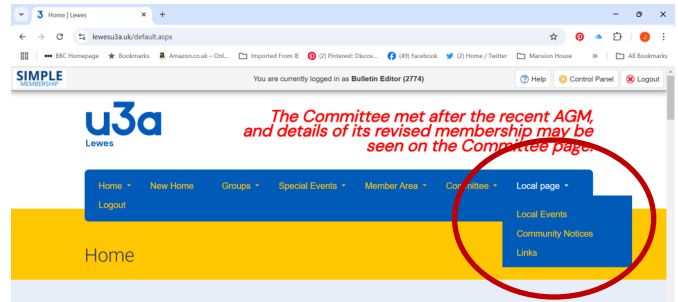 3 Home | Lewes
lewesu3a.uk/default.aspx
BBC Homepage Bookmarks Amazon.co.uk – Onl... Imported From IE (2) Pinterest: Discov... (49) Facebook (2) Home / Twitter Mansion House » All Bookmarks
SIMPLE
MEMBERSHIP
You are currently logged in as Bulletin Editor (2774)
Help Control Panel Logout
u3a
Lewes
The Committee met after the recent AGM,
and details of its revised membership may be
seen on the Committee page.
Home New Home Groups Special Events Member Area Committee Local page
Logout
Local Events
Community Notices
Links
Home